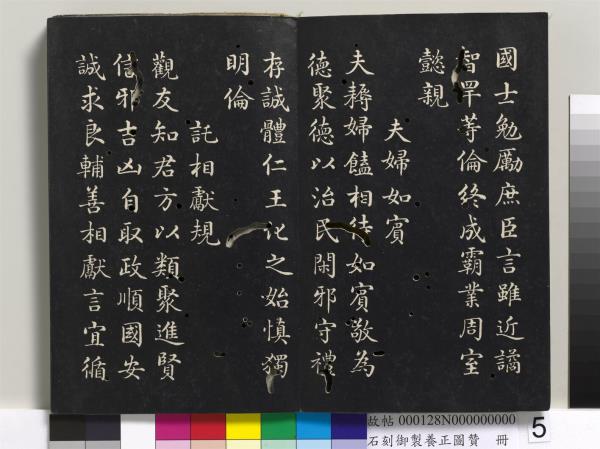 國士勉厲庶臣言雖近譎
智罕等倫終成霸業周室
懿親
夫婦如賓
夫耨婦饁相待如賓敬為
德聚德以治民閑邪守禮
存誠體仁王化之始慎獨
明倫
託相獻規
觀友知君方以類聚進賢
信邪吉凶自取政順國安
誠求良輔善相獻言宜循
故帖 000128N000000000
石刻御製養正圖贊 冊
5